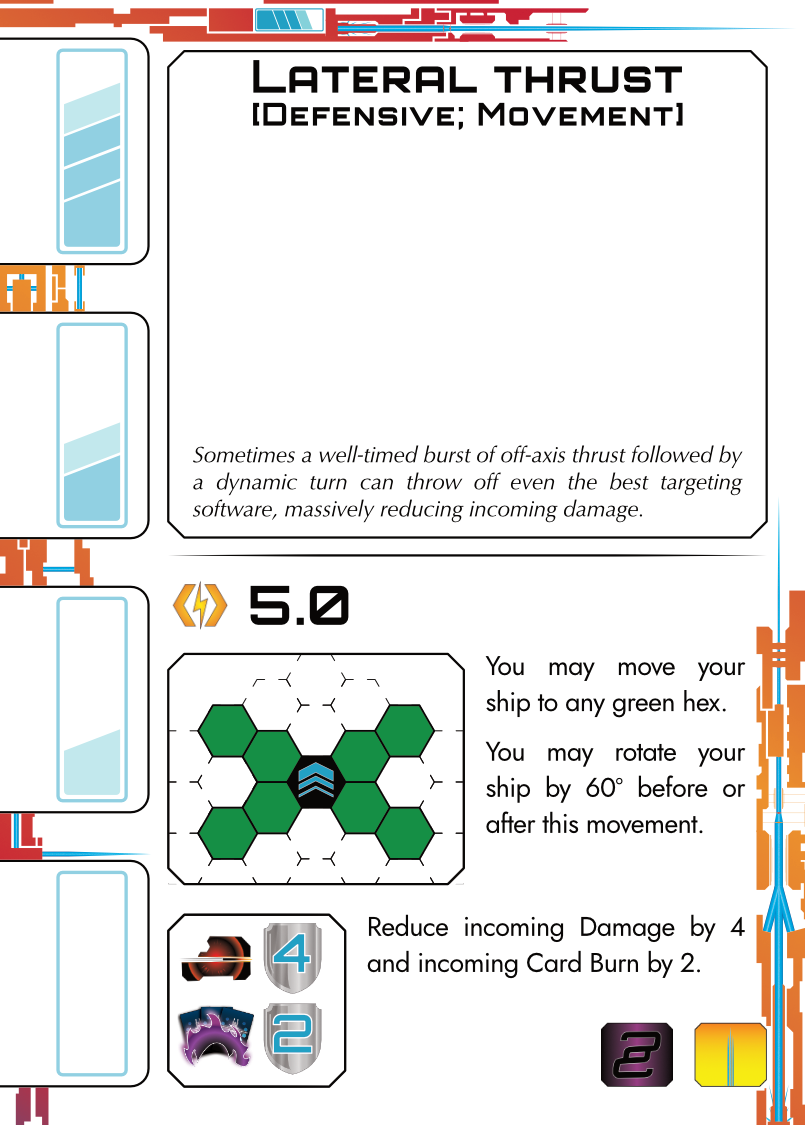 LATERAL THRUST
[DEFENSIVE; MOVEMENT]
Sometimes a well-timed burst of off-axis thrust followed by
a dynamic turn can throw off even the best targeting
software, massively reducing incoming damage.
5.0
You may move your
ship to any green hex.
You may rotate your
ship by 60° before or
after this movement.
Reduce incoming Damage by 4
and incoming Card Burn by 2.
4
2